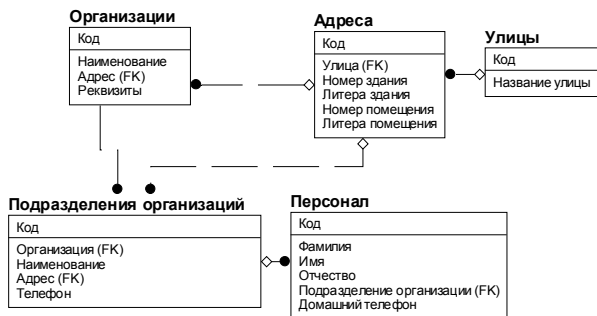 Организации
Код
Наименование
Адрес (FK)
Реквизиты
Адреса
Код
Улица (FK)
Номер здания
Литера здания
Номер помещения
Литера помещения
Улицы
Код
Название улицы
Подразделения организаций
Код
Организация (FK)
Наименование
Адрес (FK)
Телефон
Персонал
Код
Фамилия
Имя
Отчество
Подразделение организации (FK)
Домашний телефон